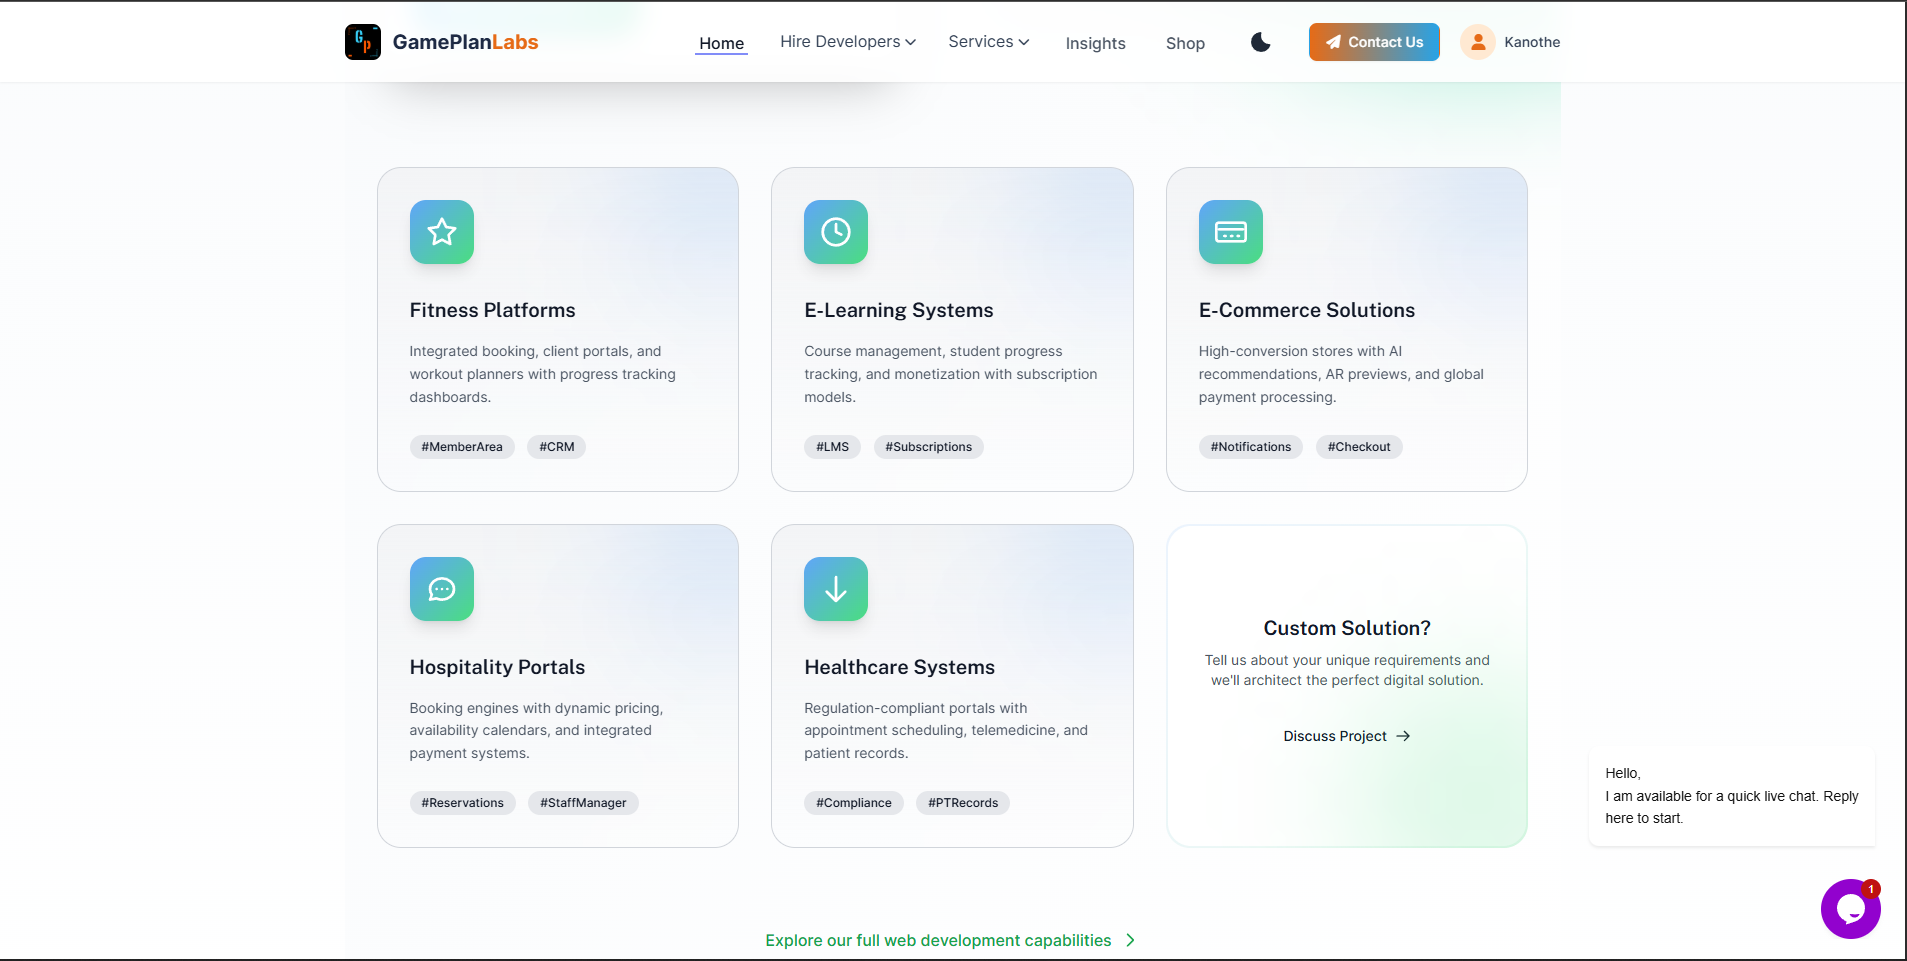 GamePlanLabs
Home
Hire Developers
Services
Insights
Shop
Contact Us
Kanothe
Fitness Platforms
Integrated booking, client portals, and
workout planners with progress tracking
dashboards.
#MemberArea #CRM
E-Learning Systems
Course management, student progress
tracking, and monetization with subscription
models.
#LMS #Subscriptions
E-Commerce Solutions
High-conversion stores with AI
recommendations, AR previews, and global
payment processing.
#Notifications #Checkout
Hospitality Portals
Booking engines with dynamic pricing,
availability calendars, and integrated
payment systems.
#Reservations #StaffManager
Healthcare Systems
Regulation-compliant portals with
appointment scheduling, telemedicine, and
patient records.
#Compliance #PTRecords
Custom Solution?
Tell us about your unique requirements and
we'll architect the perfect digital solution.
Discuss Project
Hello,
I am available for a quick live chat. Reply
here to start.
1
Explore our full web development capabilities